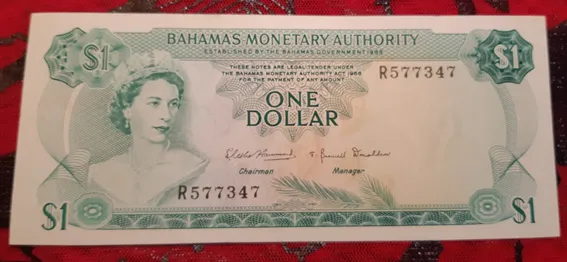 BAHAMAS MONETARY AUTHORITY
ESTABLISHED BY THE BAHAMAS GOVERNMENT 1968
$1
$1
THESE NOTES ARE LEGAL TENDER UNDER
THE BAHAMAS MONETARY AUTHORITY ACT 1968
FOR THE PAYMENT OF ANY AMOUNT
R577347
ONE
DOLLAR
Chairman
Manager
R577347
$1
$1